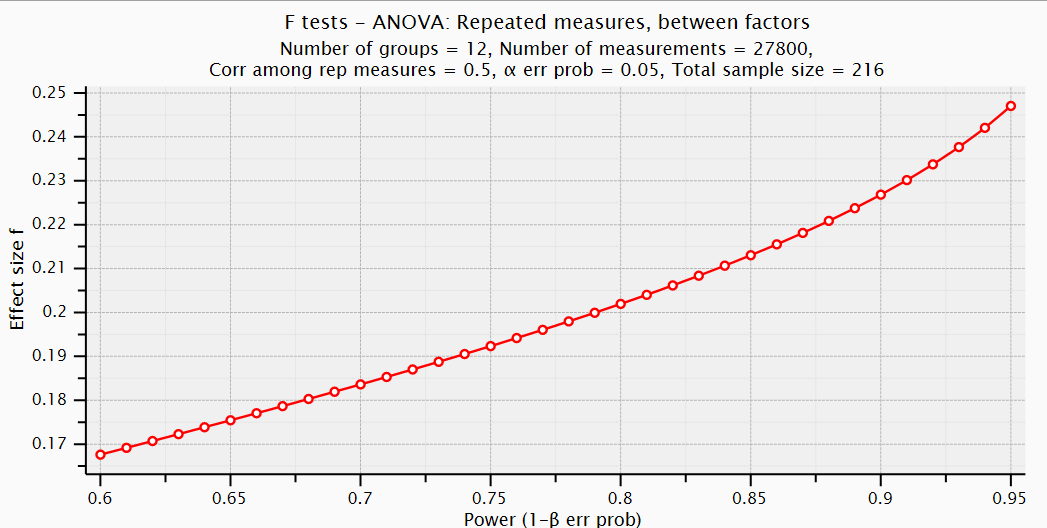 F tests - ANOVA: Repeated measures, between factors
Number of groups = 12, Number of measurements = 27800,
Corr among rep measures = 0.5, α err prob = 0.05, Total sample size = 216
Effect size f
0.25
0.24
0.23
0.22
0.21
0.2
0.19
0.18
0.17
0.6 0.65 0.7 0.75 0.8 0.85 0.9 0.95
Power (1-β err prob)